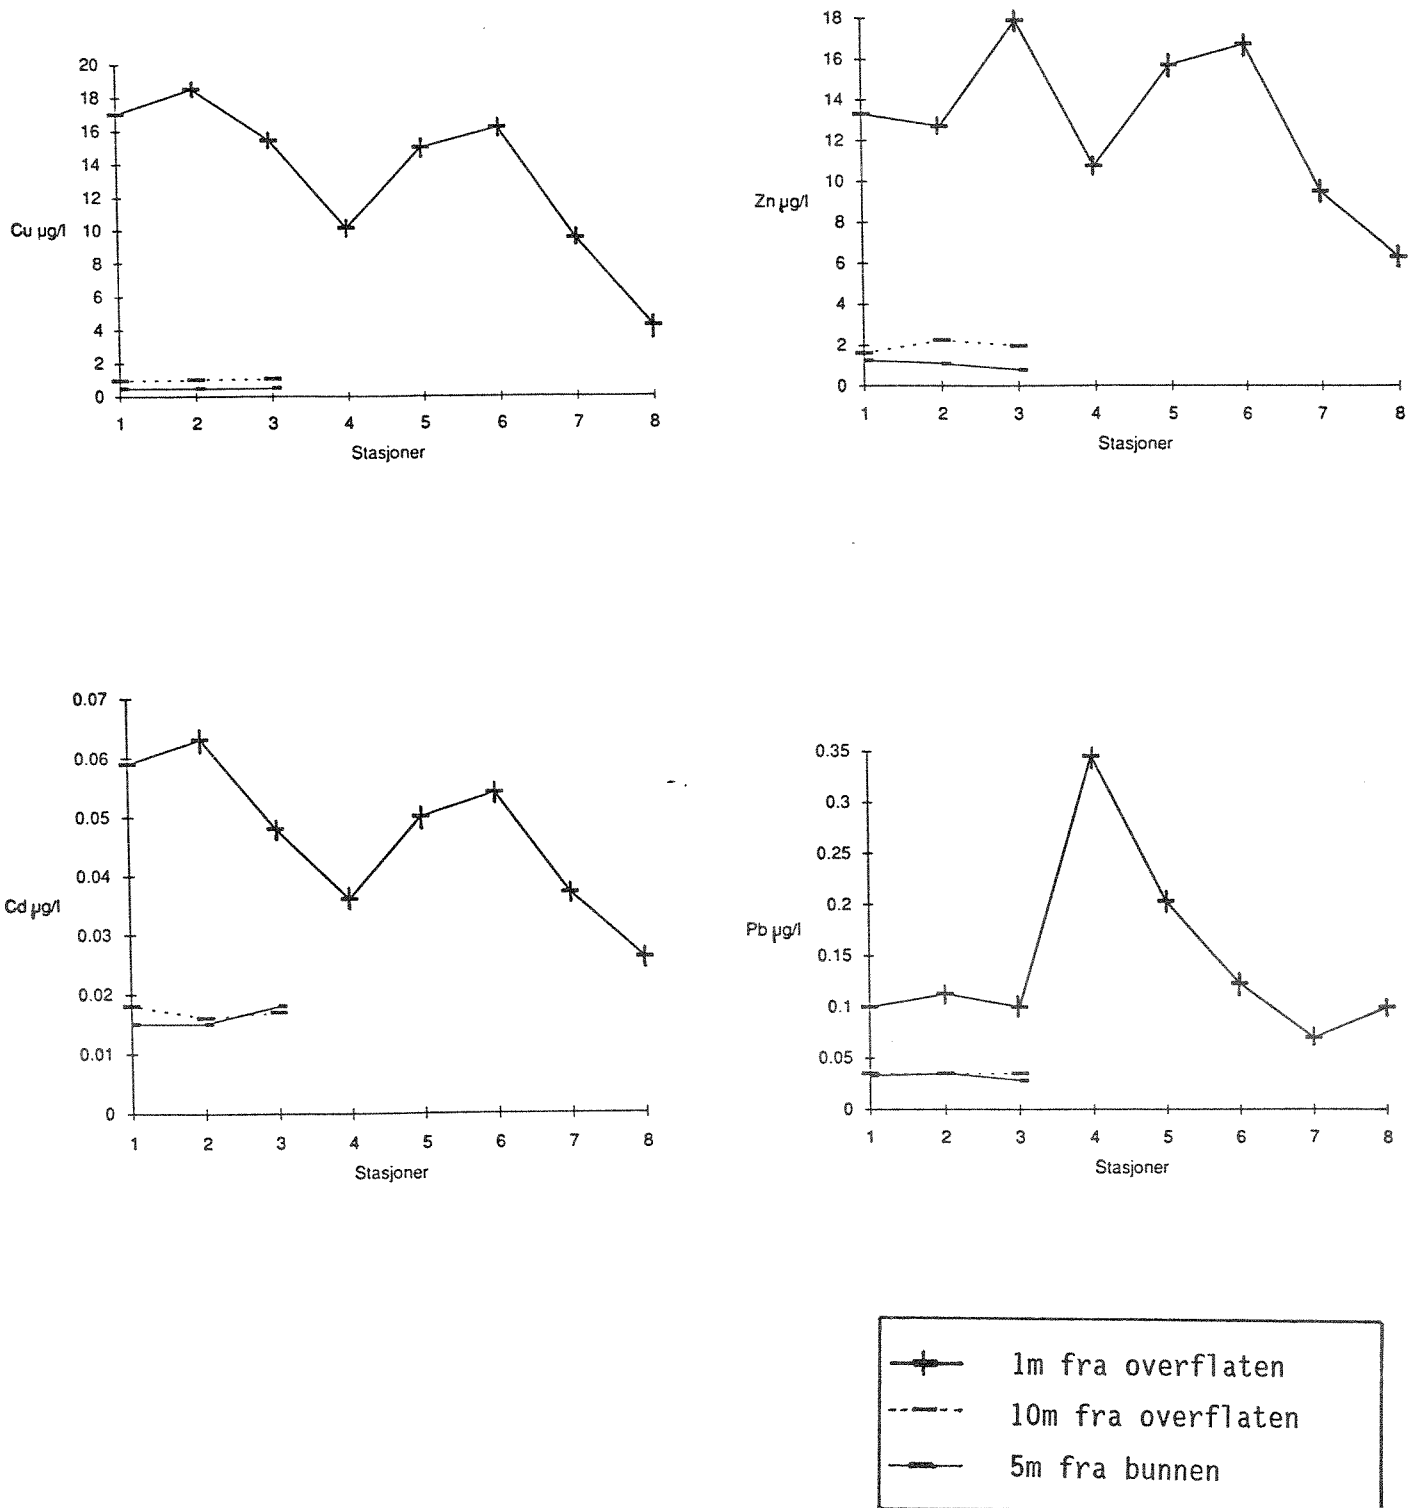 20
18
16
14
12
Cu µg/l 10
8
6
4
2
0
1 2 3 4 5 6 7 8
Stasjoner
18
16
14
12
10
Zn µg/l
8
6
4
2
0
1 2 3 4 5 6 7 8
Stasjoner
0.07
0.06
0.05
0.04
Cd µg/l
0.03
0.02
0.01
0
1 2 3 4 5 6 7 8
Stasjoner
0.35
0.3
0.25
0.2
Pb µg/l
0.15
0.1
0.05
0
1 2 3 4 5 6 7 8
Stasjoner
1m fra overflaten
10m fra overflaten
5m fra bunnen